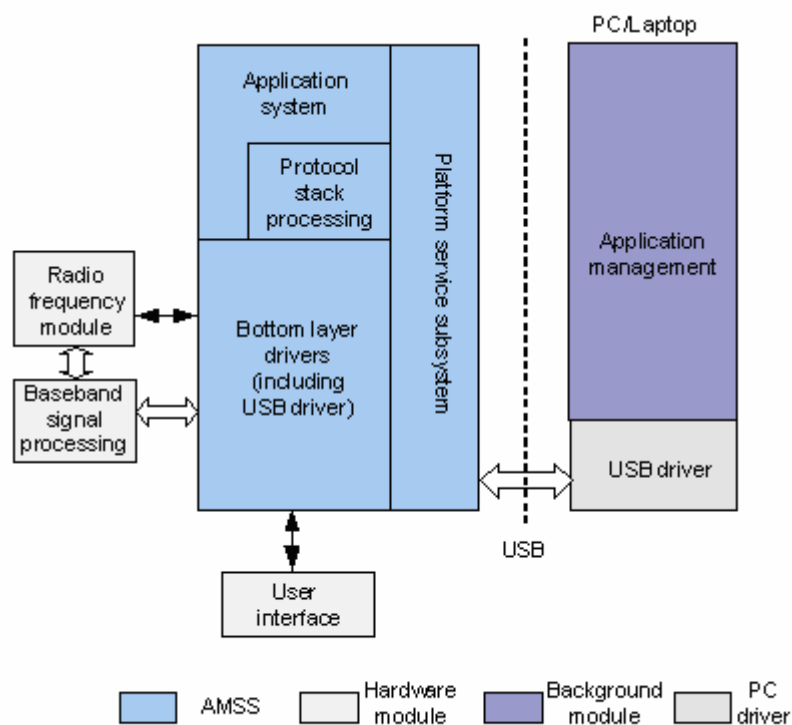 PC/Laptop
Application
system
Protocol
stack
processing
Platform service subsystem
Application
management
Radio
frequency
module
Bottom layer
drivers
(including
USB driver)
Baseband
signal
processing
USB driver
USB
User
interface
AMSS
Hardware
module
Background
module
PC
driver